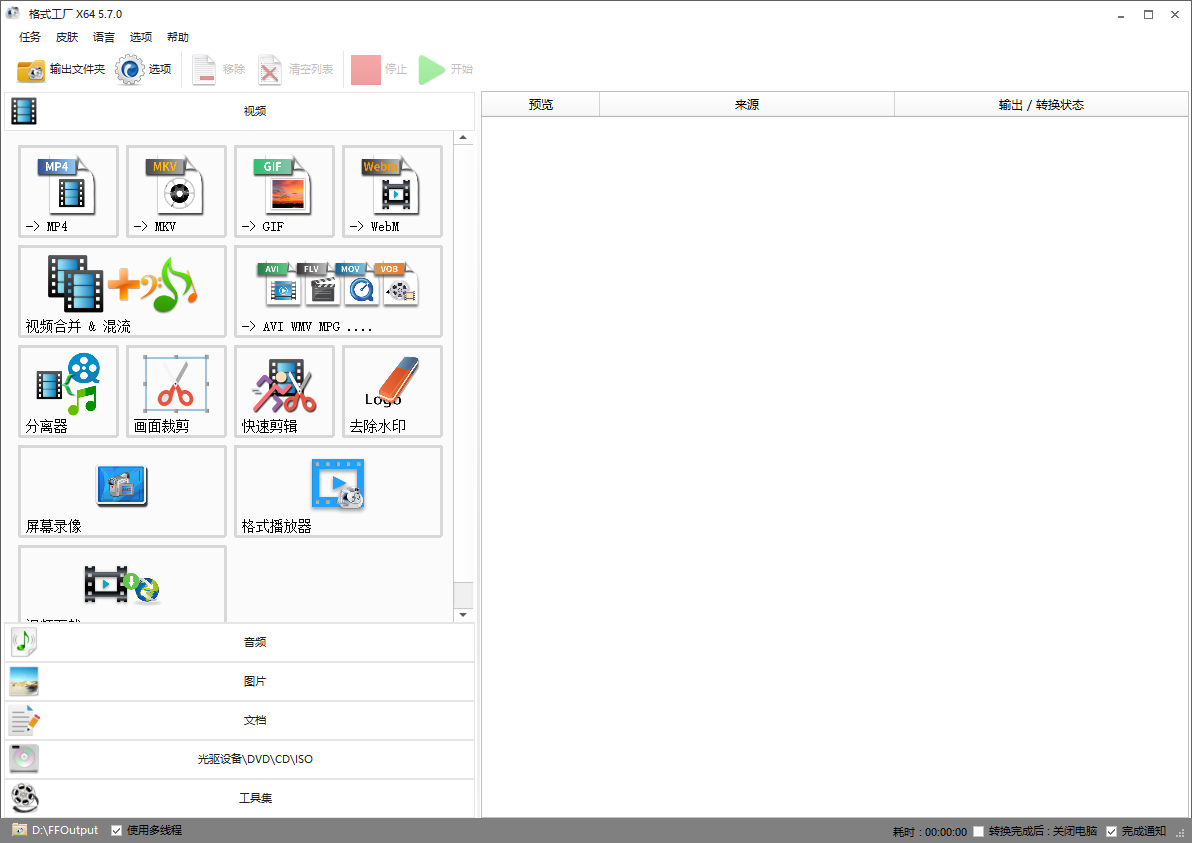 格式工厂 X64 5.7.0
任务 皮肤 语言 选项 帮助
输出文件夹 选项 移除 清空列表 停止 开始
视频
预览 来源 输出 / 转换状态
MP4 MKV GIF WebM
-> MP4 -> MKV -> GIF -> WebM
AVI FLV MOV VOB
视频合并 & 混流 -> AVI WMV MPG ....
Logo
分离器 画面裁剪 快速剪辑 去除水印
屏幕录像 格式播放器
音频
图片
文档
光驱设备\DVD\CD\ISO
工具集
D:\FFOutput 使用多线程 耗时 : 00:00:00 转换完成后 : 关闭电脑 完成通知